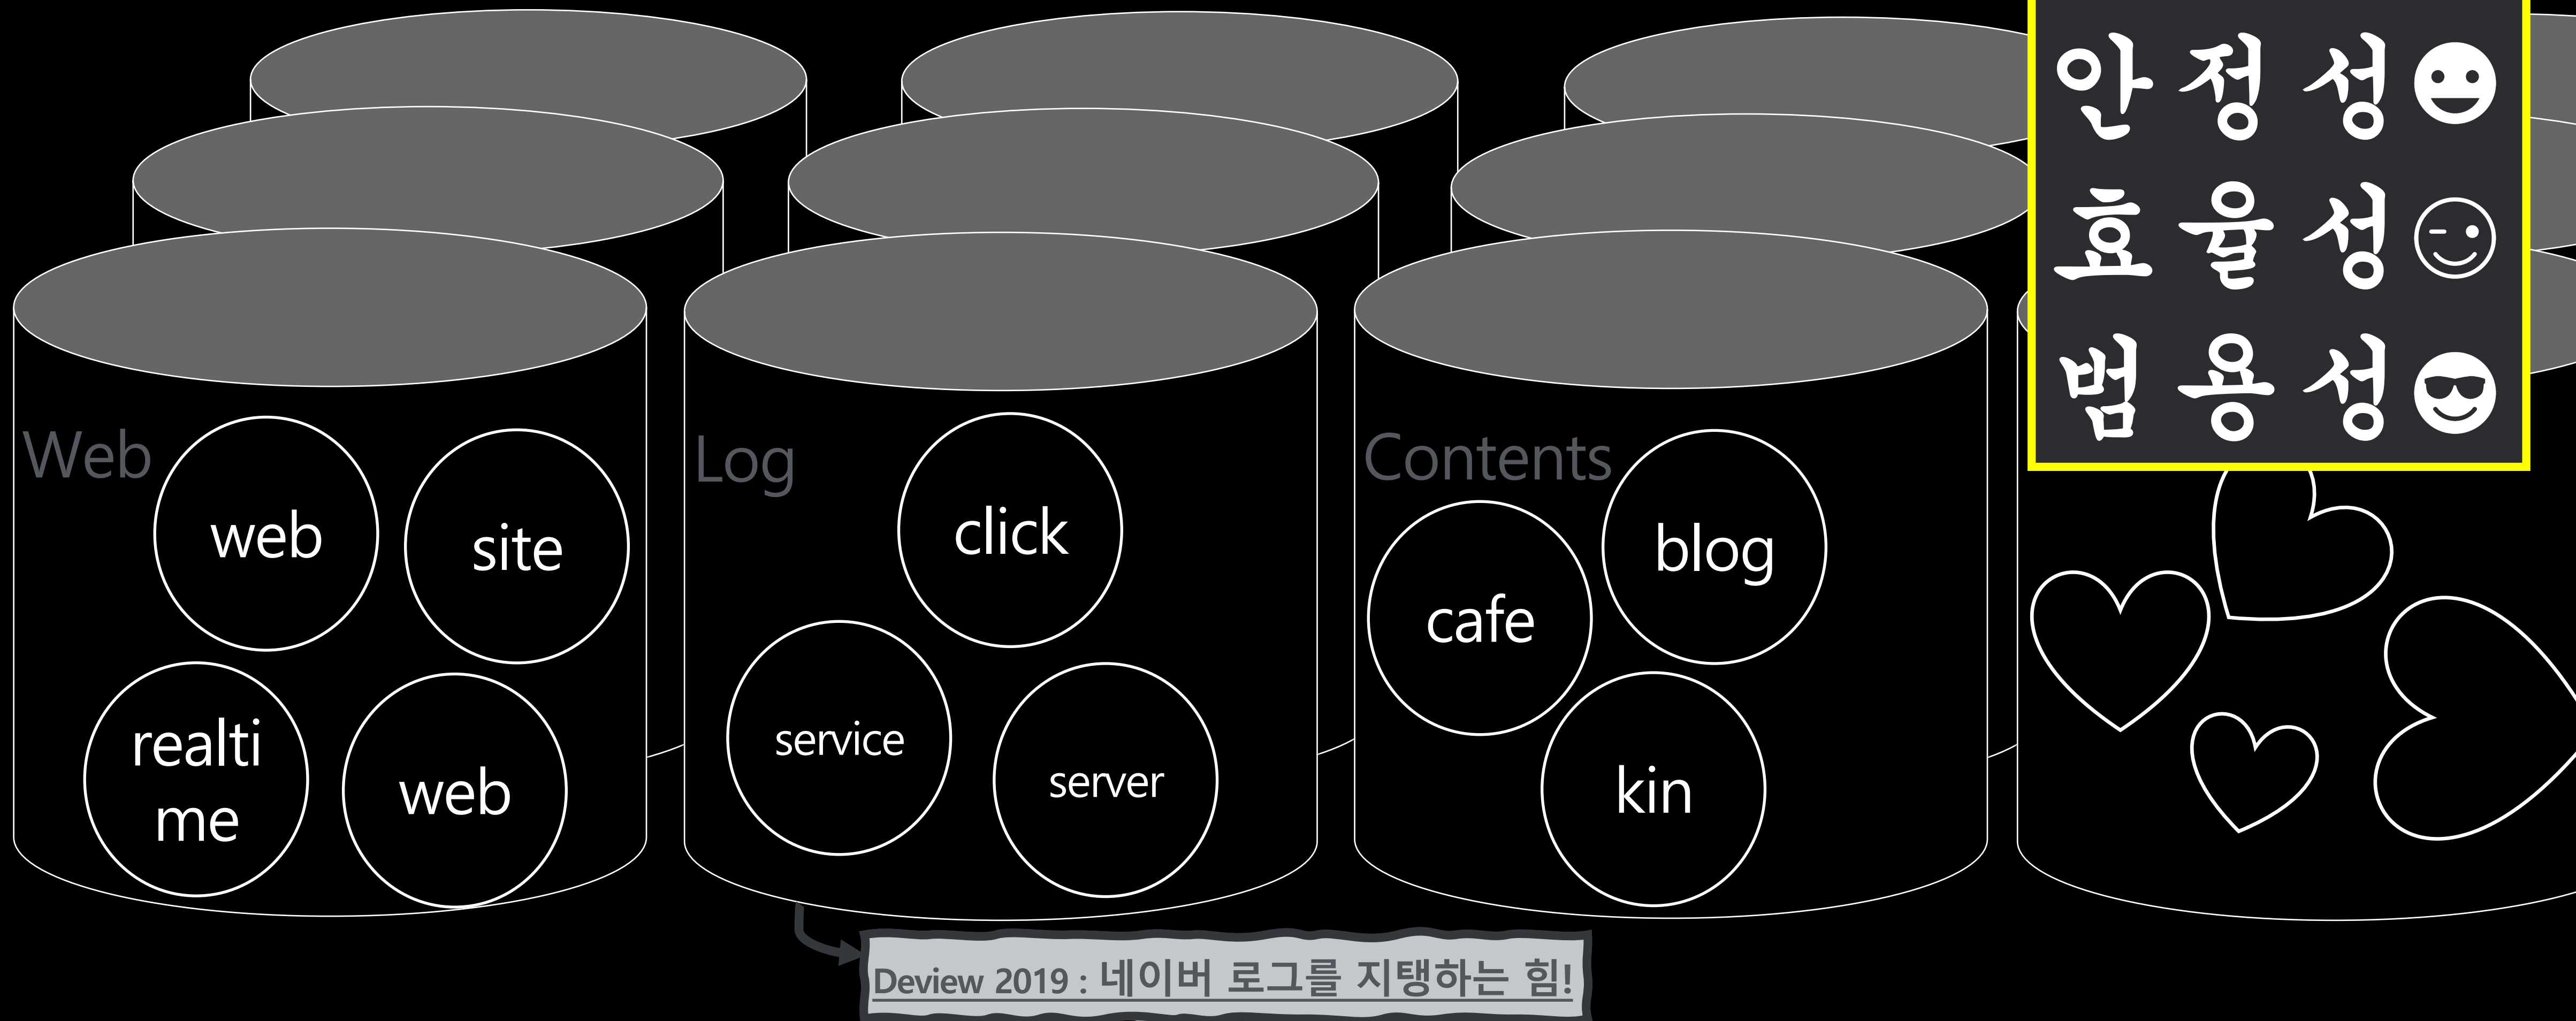 안정성
효율성
범용성
Web
web
site
realti
me
web
Log
click
service
server
Contents
blog
cafe
kin
Deview 2019 : 네이버 로그를 지탱하는 힘!